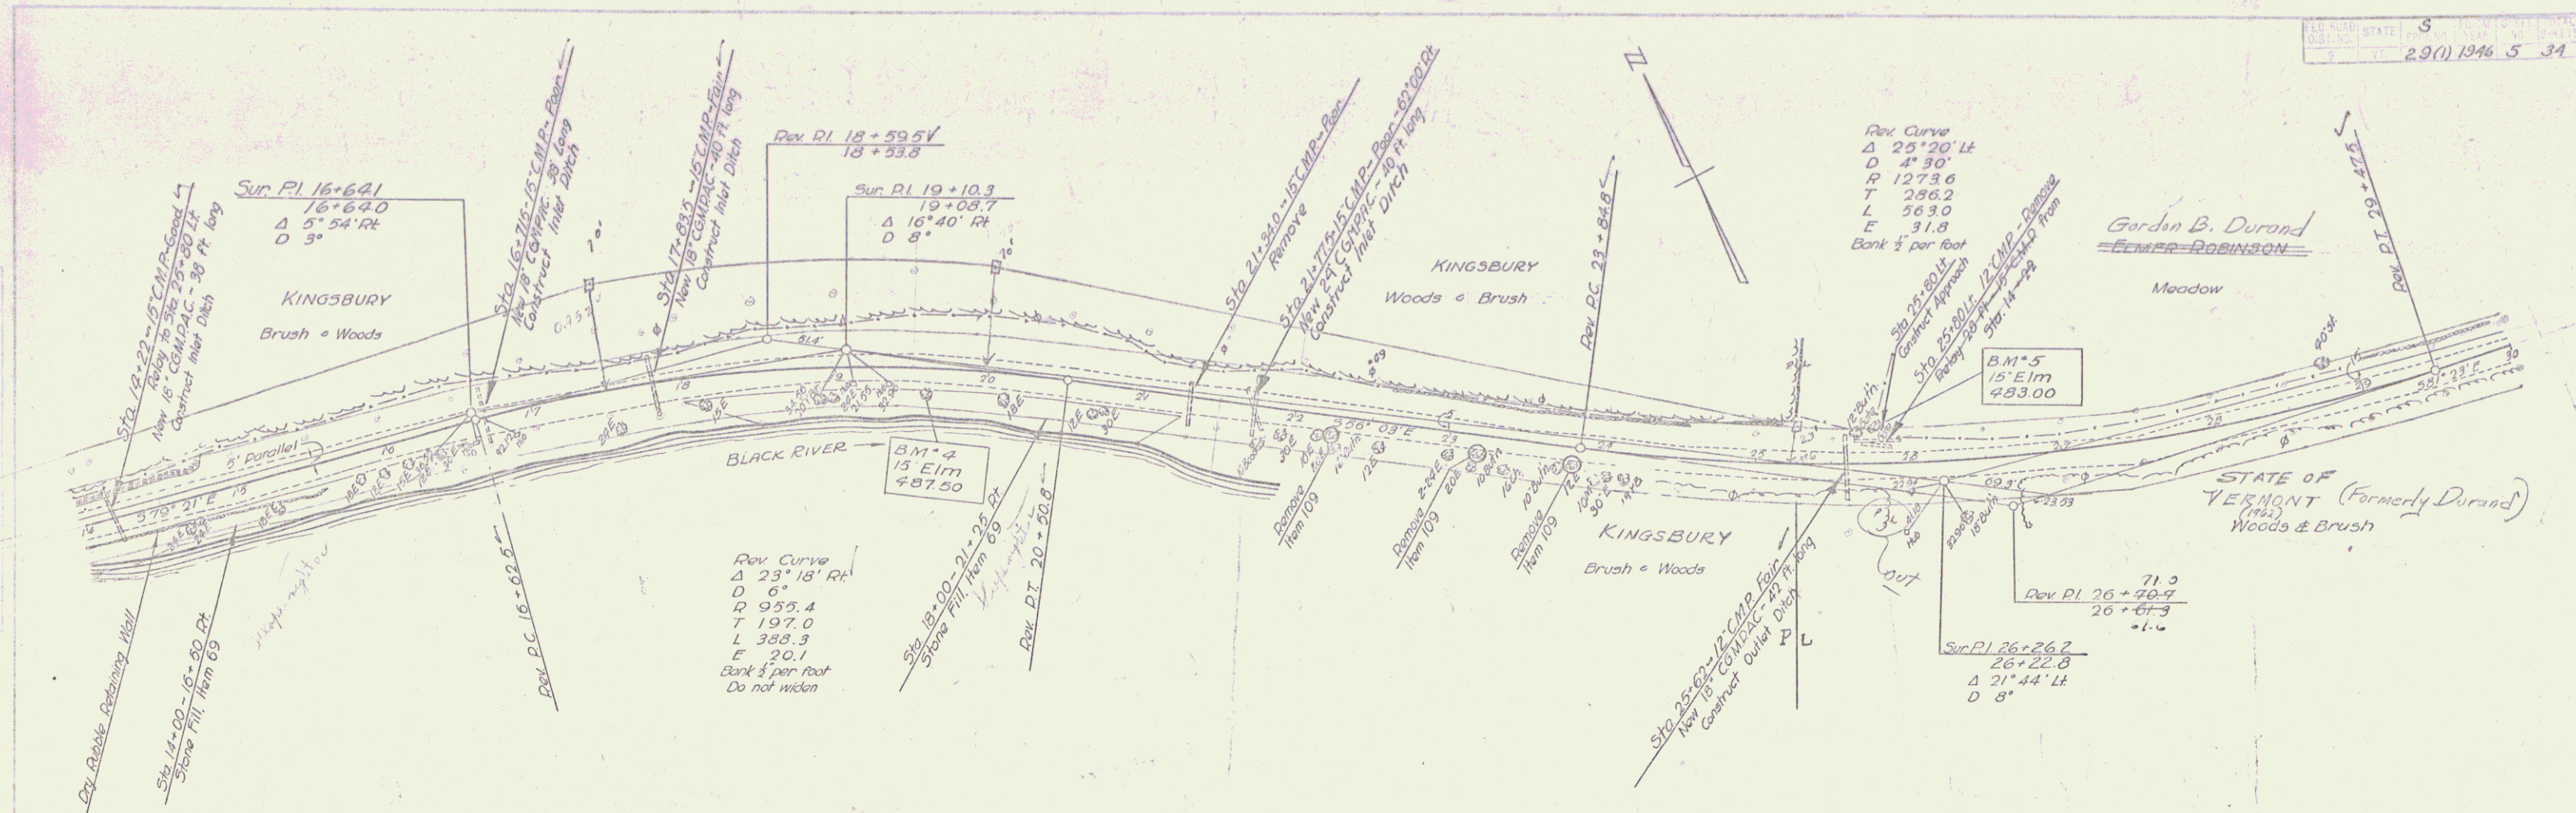 FED. ROAD DIST. NO. STATE S PROJ. NO.
VT. 29(1) 1946 5 34
Sta. 14+22 - 15" C.M.P. - Good
Relay to Sta. 25+80 Lt.
New 18" C.G.M.P.A.C. - 38 ft. long
Construct Inlet Ditch
Sur. P.I. 16+64.1
16+64.0
Δ 5° 54' Rt.
D 3°
KINGSBURY
Brush & Woods
Sta. 16+71.5 - 15" C.M.P. - Poor
New 18" C.G.M.P.A.C. 38' Long
Construct Inlet Ditch
Sta. 17+83.5 - 15" C.M.P. - Fair
New 18" C.G.M.P.A.C. - 40 ft. long
Construct Inlet Ditch
Rev. P.I. 18+59.5
18+53.8
Sur. P.I. 19+10.3
19+08.7
Δ 16° 40' Rt
D 8°
Sta. 21+34.0 - 15" C.M.P. - Poor
Remove
Sta. 21+77.5 - 15" C.M.P. - Poor - 62°00' Rt
New 24" C.G.M.P.A.C. - 40 ft. long
Construct Inlet Ditch
KINGSBURY
Woods & Brush
Rev. P.C. 23+84.8
Rev. Curve
Δ 25° 20' Lt
D 4° 30'
R 1273.6
T 286.2
L 563.0
E 31.8
Bank ½" per foot
Sta. 25+80 Lt
Construct Approach
Sta. 25+80 Lt. 12" C.M.P. - Remove
Relay 28 ft. 15" C.M.P. from
Sta. 14+22
Gordon B. Durand
ELMER ROBINSON
Meadow
Rev. P.T. 29+47.5
B.M. #5
15" Elm
483.00
51.4'
5' Parallel
S 79° 21' E
S 56° 03' E
S 81° 23' E
BLACK RIVER
B.M. #4
15" Elm
487.50
Dry Rubble Retaining Wall
Sta. 14+00 - 16+50 Rt.
Stone Fill. Item 69
Rev. P.C. 16+62.5
Rev. Curve
Δ 23° 18' Rt.
D 6°
R 955.4
T 197.0
L 388.3
E 20.1
Bank ½" per foot
Do not widen
Sta. 18+00 - 21+25 Rt
Stone Fill. Item 69
Rev. P.T. 20+50.8
Remove
Item 109
Remove
Item 109
Remove
Item 109
KINGSBURY
Brush & Woods
Sta. 25+62 - 12" C.M.P. Fair
New 18" C.G.M.P.A.C. - 42 ft. long
Construct Outlet Ditch
P L
OUT
STATE OF
VERMONT (Formerly Durand)
(1962)
Woods & Brush
71.3
Rev. P.I. 26+70.9
26+61.3
61.6
Sur. P.I. 26+26.2
26+22.8
Δ 21° 44' Lt.
D 8°